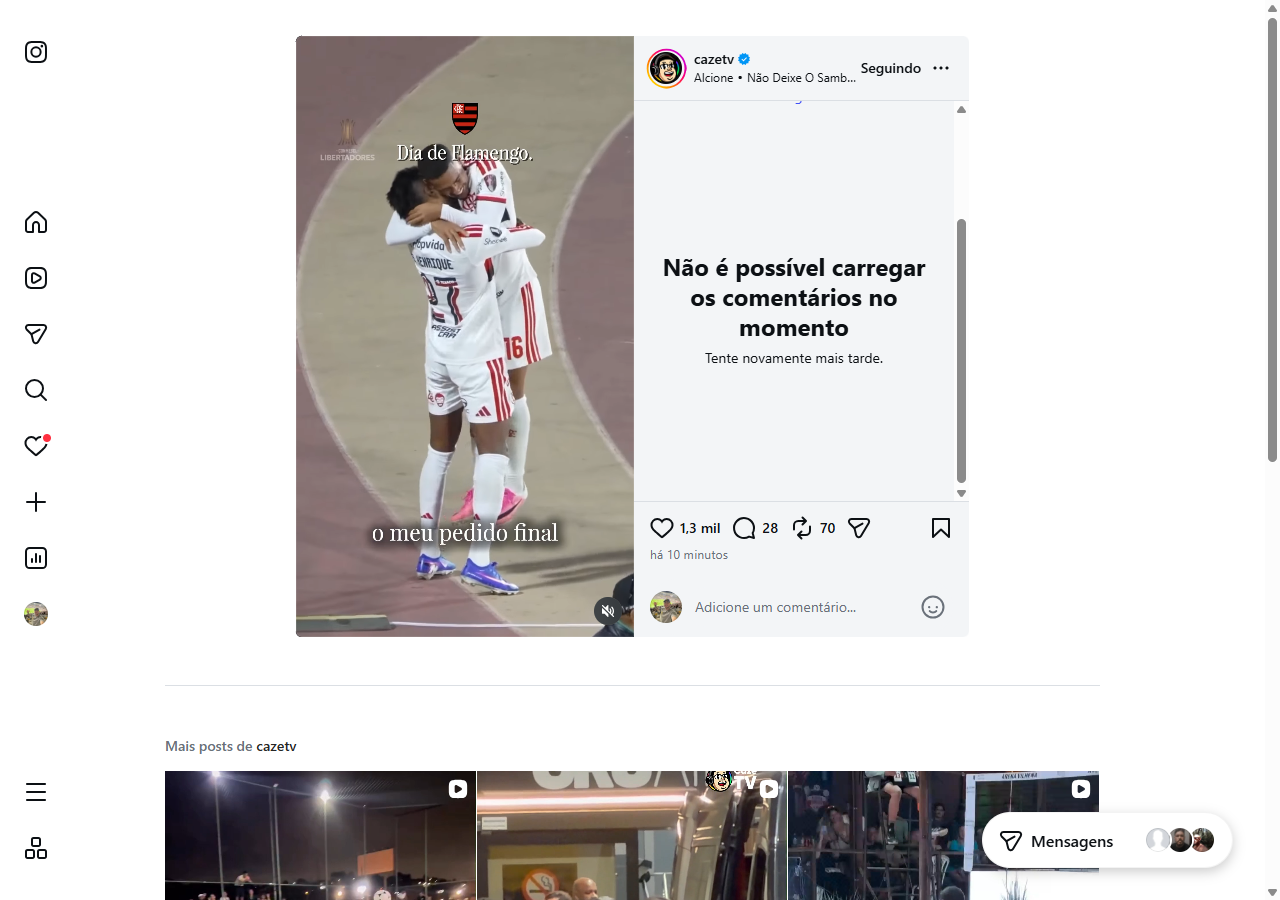 Dia de Flamengo.
LIBERTADORES
HENRIQUE
27
16
o meu pedido final
cazetv
Alcione • Não Deixe O Samb...
Seguindo
Não é possível carregar
os comentários no
momento
Tente novamente mais tarde.
1,3 mil
28
70
há 10 minutos
Adicione um comentário...
Mais posts de cazetv
TV
Mensagens